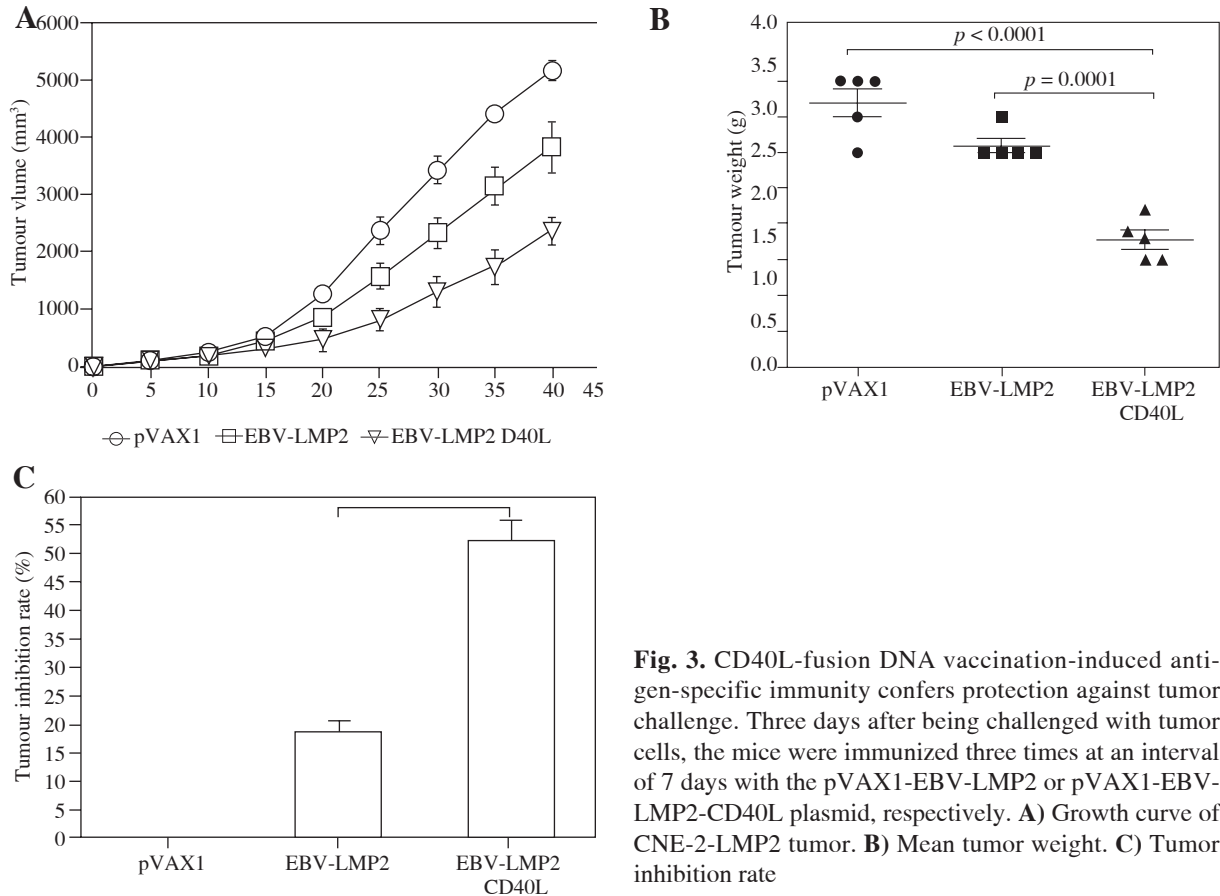 A
6000
5000
4000
3000
2000
1000
0
Tumour vlume (mm³)
0 5 10 15 20 25 30 35 40 45
pVAX1 EBV-LMP2 EBV-LMP2 D40L
B
4.0
3.0
2.5
2.0
1.5
0.5
0.0
Tumour weight (g)
p < 0.0001
p = 0.0001
pVAX1 EBV-LMP2 EBV-LMP2
CD40L
C
60
55
50
45
40
35
30
25
20
15
10
5
0
Tumour inhibition rate (%)
pVAX1 EBV-LMP2 EBV-LMP2
CD40L
Fig. 3. CD40L-fusion DNA vaccination-induced anti-
gen-specific immunity confers protection against tumor
challenge. Three days after being challenged with tumor
cells, the mice were immunized three times at an interval
of 7 days with the pVAX1-EBV-LMP2 or pVAX1-EBV-
LMP2-CD40L plasmid, respectively. A) Growth curve of
CNE-2-LMP2 tumor. B) Mean tumor weight. C) Tumor
inhibition rate